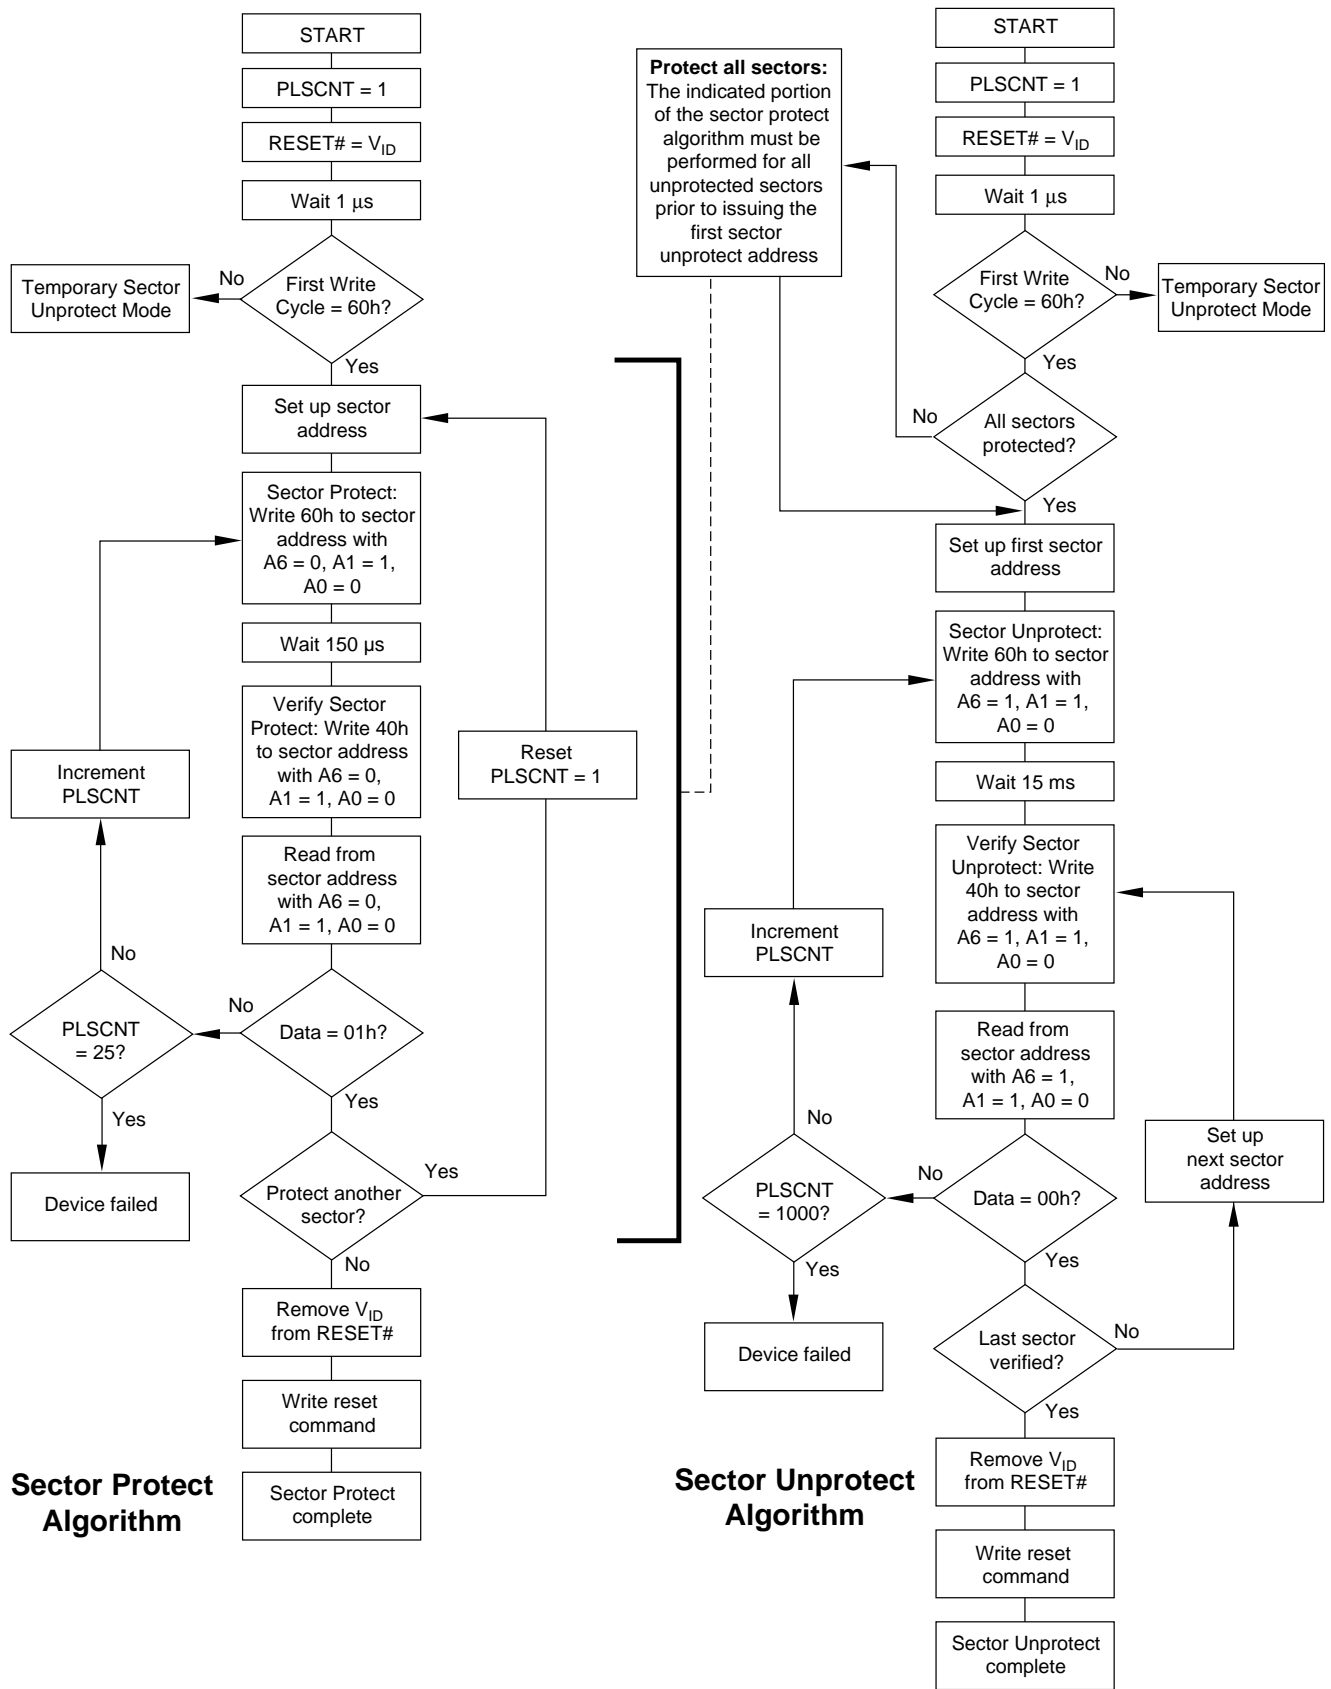 START
PLSCNT = 1
RESET# = VID
Wait 1 μs
First Write
Cycle = 60h?
No
Temporary Sector
Unprotect Mode
Yes
Set up sector
address
Sector Protect:
Write 60h to sector
address with
A6 = 0, A1 = 1,
A0 = 0
Wait 150 µs
Verify Sector
Protect: Write 40h
to sector address
with A6 = 0,
A1 = 1, A0 = 0
Reset
PLSCNT = 1
Increment
PLSCNT
Read from
sector address
with A6 = 0,
A1 = 1, A0 = 0
No
No
PLSCNT
= 25?
Data = 01h?
Yes
Yes
Device failed
Protect another
sector?
Yes
No
Remove VID
from RESET#
Write reset
command
Sector Protect
complete
Sector Protect
Algorithm
Protect all sectors:
The indicated portion
of the sector protect
algorithm must be
performed for all
unprotected sectors
prior to issuing the
first sector
unprotect address
START
PLSCNT = 1
RESET# = VID
Wait 1 μs
First Write
Cycle = 60h?
No
Temporary Sector
Unprotect Mode
Yes
No
All sectors
protected?
Yes
Set up first sector
address
Sector Unprotect:
Write 60h to sector
address with
A6 = 1, A1 = 1,
A0 = 0
Wait 15 ms
Verify Sector
Unprotect: Write
40h to sector
address with
A6 = 1, A1 = 1,
A0 = 0
Increment
PLSCNT
Read from
sector address
with A6 = 1,
A1 = 1, A0 = 0
No
No
PLSCNT
= 1000?
Data = 00h?
Set up
next sector
address
Yes
Yes
Device failed
Last sector
verified?
No
Yes
Remove VID
from RESET#
Write reset
command
Sector Unprotect
complete
Sector Unprotect
Algorithm